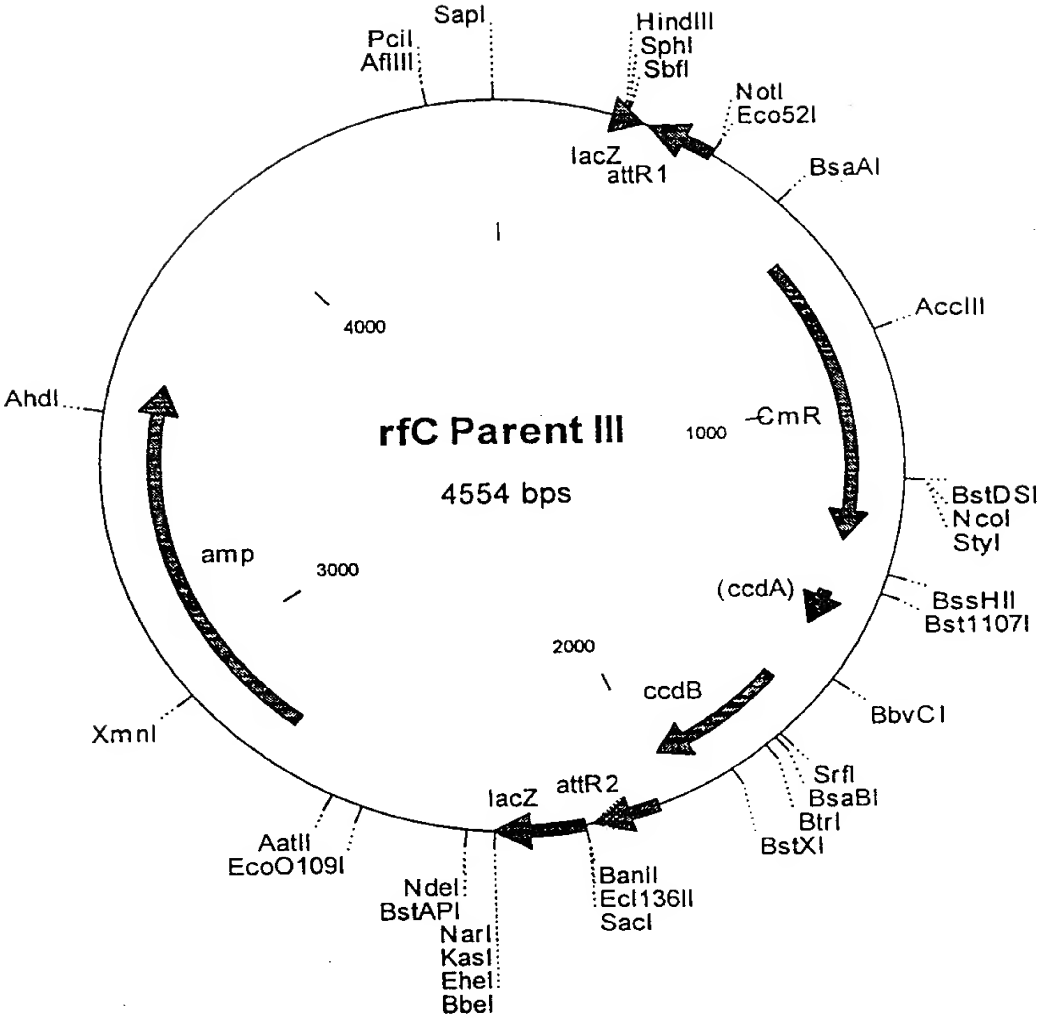 SapI
PciI
AflIII
HindIII
SphI
SbfI
NotI
Eco52I
lacZ
attR1
BsaAI
AccIII
4000
AhdI
rfC Parent III
1000
CmR
4554 bps
BstDSI
NcoI
StyI
amp
3000
(ccdA)
BssHII
Bst1107I
2000
ccdB
BbvCI
XmnI
SrfI
BsaBI
BtrI
BstXI
lacZ
attR2
AatII
EcoO109I
NdeI
BstAPI
NarI
KasI
EheI
BbeI
BanII
Ecl136II
SacI